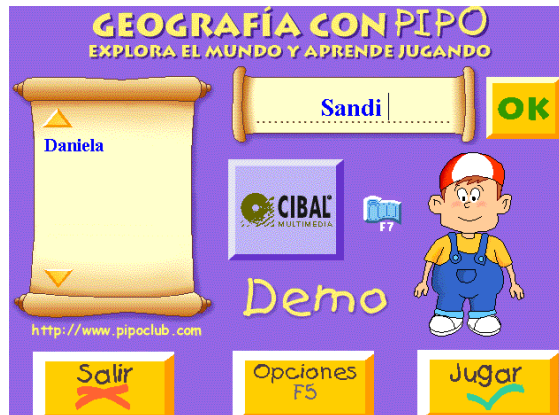 GEOGRAFÍA CON PIPO
EXPLORA EL MUNDO Y APRENDE JUGANDO
Sandi
OK
Daniela
CIBAL
MULTIMEDIA
F7
Demo
http://www.pipoclub.com
Salir
Opciones
F5
Jugar